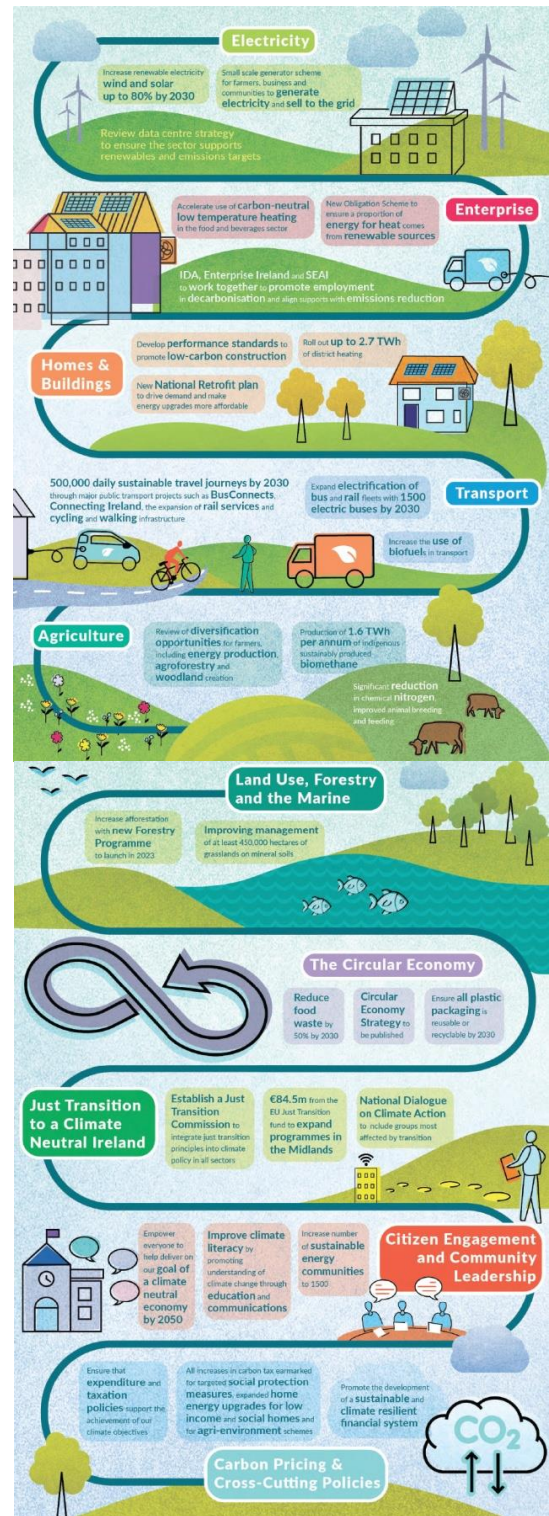 Electricity
Increase renewable electricity
wind and solar
up to 80% by 2030
Small scale generator scheme
for farmers, business and
communities to generate
electricity and sell to the grid
Review data centre strategy
to ensure the sector supports
renewables and emissions targets
Enterprise
Accelerate use of carbon-neutral
low temperature heating
in the food and beverages sector
New Obligation Scheme to
ensure a proportion of
energy for heat comes
from renewable sources
IDA, Enterprise Ireland and SEAI
to work together to promote employment
in decarbonisation and align supports with emissions reduction
Homes &
Buildings
Develop performance standards to
promote low-carbon construction
Roll out up to 2.7 TWh
of district heating
New National Retrofit plan
to drive demand and make
energy upgrades more affordable
500,000 daily sustainable travel journeys by 2030
through major public transport projects such as BusConnects,
Connecting Ireland, the expansion of rail services and
cycling and walking infrastructure
Expand electrification of
bus and rail fleets with 1500
electric buses by 2030
Transport
Increase the use of
biofuels in transport
Agriculture
Review of diversification
opportunities for farmers,
including energy production,
agroforestry and
woodland creation
Production of 1.6 TWh
per annum of indigenous
sustainably produced
biomethane
Significant reduction
in chemical nitrogen,
improved animal breeding
and feeding
Land Use, Forestry
and the Marine
Increase afforestation
with new Forestry
Programme
to launch in 2023
Improving management
of at least 450,000 hectares of
grasslands on mineral soils
The Circular Economy
Reduce
food
waste by
50% by 2030
Circular
Economy
Strategy to
be published
Ensure all plastic
packaging is
reusable or
recyclable by 2030
Just Transition
to a Climate
Neutral Ireland
Establish a Just
Transition
Commission to
integrate just transition
principles into climate
policy in all sectors
€84.5m from the
EU Just Transition
fund to expand
programmes in
the Midlands
National Dialogue
on Climate Action
to include groups most
affected by transition
Citizen Engagement
and Community
Leadership
Empower
everyone to
help deliver on
our goal of
a climate
neutral
economy
by 2050
Improve climate
literacy by
promoting
understanding of
climate change through
education and
communications
Increase number
of sustainable
energy
communities
to 1500
Ensure that
expenditure and
taxation
policies support the
achievement of our
climate objectives
All increases in carbon tax earmarked
for targeted social protection
measures, expanded home
energy upgrades for low
income and social homes and
for agri-environment schemes
Promote the development
of a sustainable and
climate resilient
financial system
CO2
Carbon Pricing &
Cross-Cutting Policies